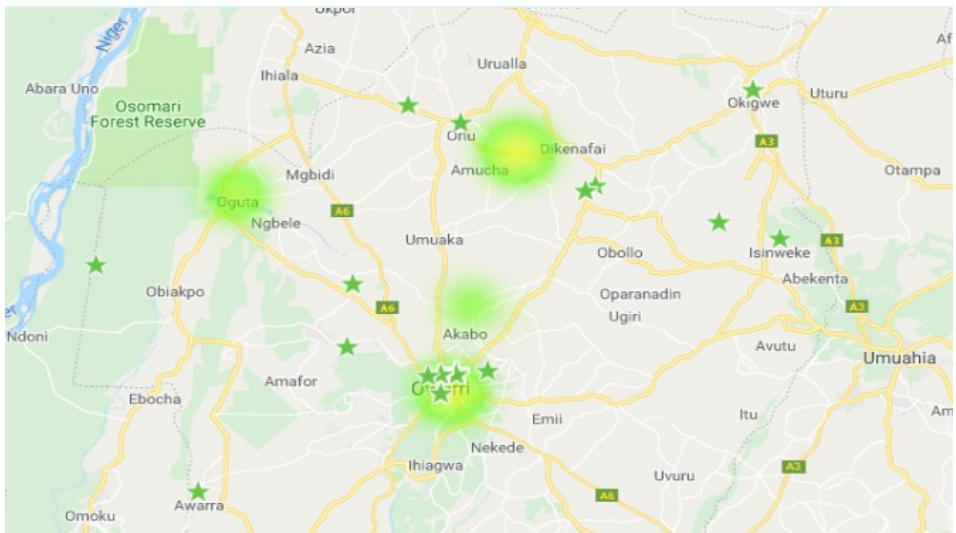 Ukpor
Niger
Azia
Af
Urualla
Ihiala
Abara Uno
Uturu
Okigwe
Osomari
Forest Reserve
Orlu
A3
Dikenafai
Amucha
Mgbidi
Otampa
Oguta
A6
Ngbele
Umuaka
A3
Obollo
Isinweke
Abekenta
Obiakpo
Oparanadin
A6
A3
Ugiri
Ndoni
Akabo
Avutu
Umuahia
Amafor
Ebocha
Itu
Am
Emii
Nekede
Ihiagwa
A3
Uvuru
A6
Awarra
Omoku